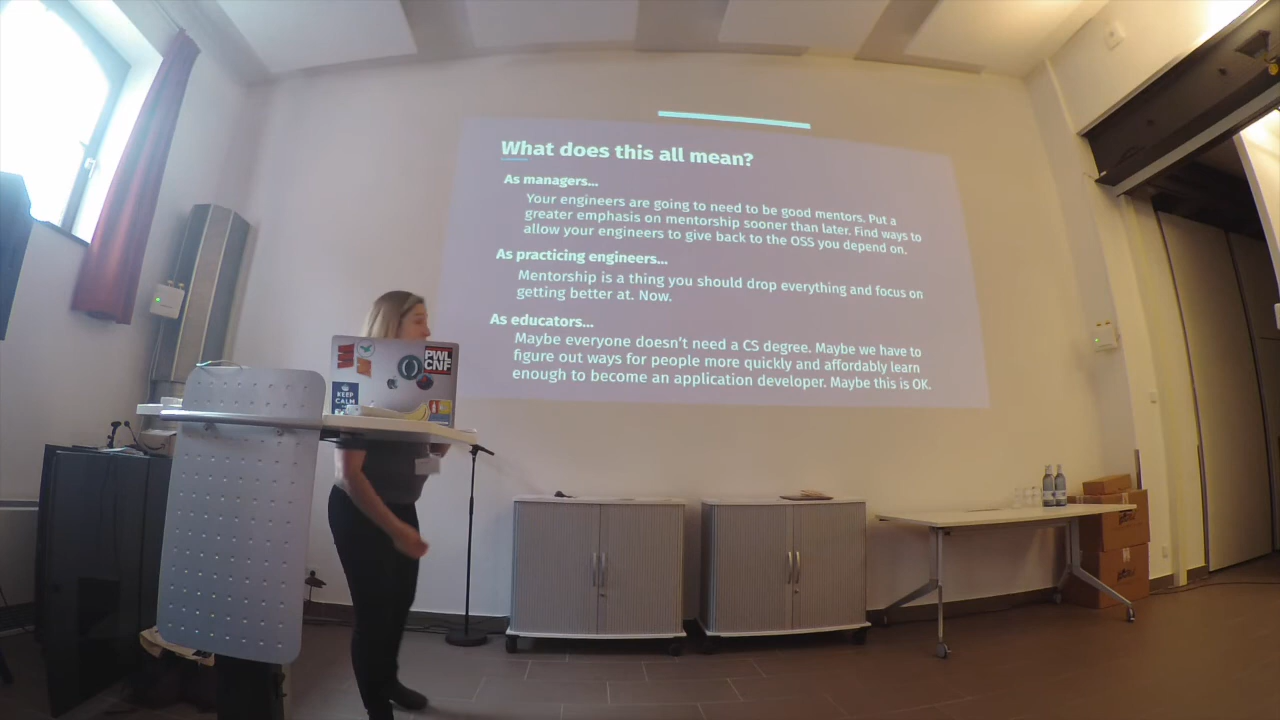 What does this all mean?
As managers...
Your engineers are going to need to be good mentors. Put a
greater emphasis on mentorship sooner than later. Find ways to
allow your engineers to give back to the OSS you depend on.
As practicing engineers...
Mentorship is a thing you should drop everything and focus on
getting better at. Now.
As educators...
Maybe everyone doesn't need a CS degree. Maybe we have to
figure out ways for people more quickly and affordably learn
enough to become an application developer. Maybe this is OK.
PWL
CNF
KEEP
CALM